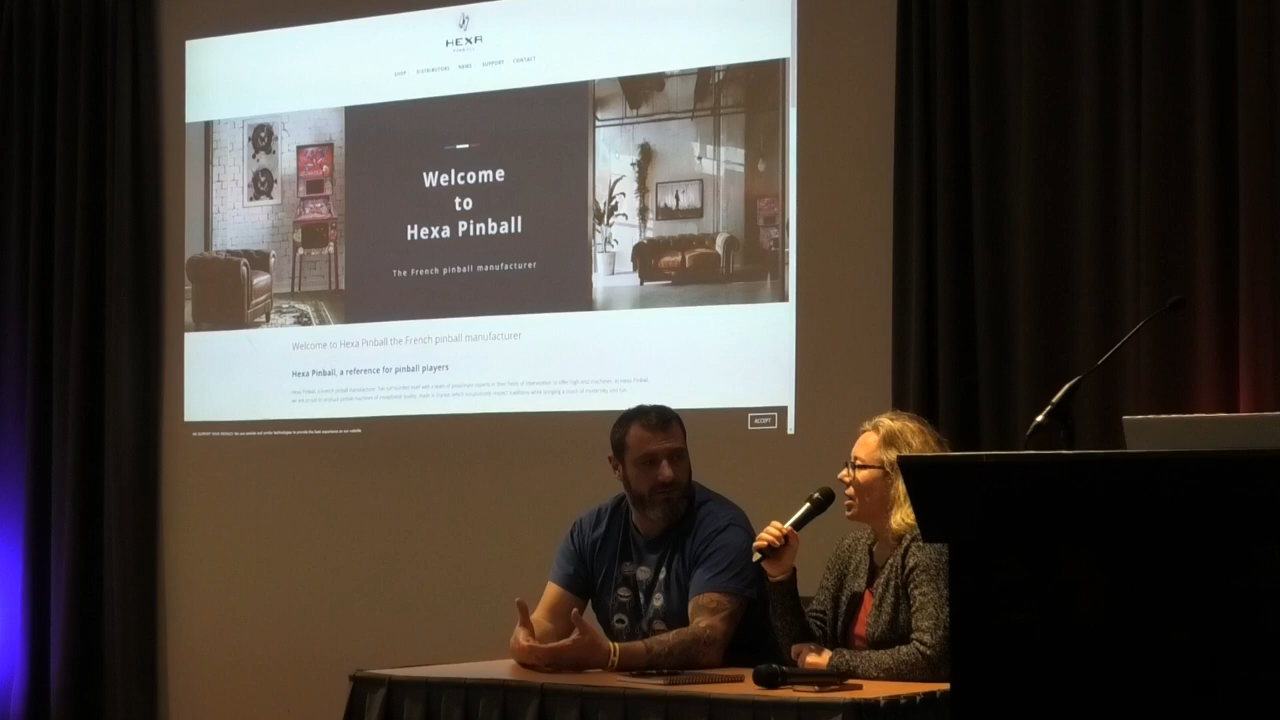 HEXA
PINBALL
SHOP DISTRIBUTORS NEWS SUPPORT CONTACT
Welcome
to
Hexa Pinball
The French pinball manufacturer
Welcome to Hexa Pinball the French pinball manufacturer
Hexa Pinball, a reference for pinball players
ACCEPT